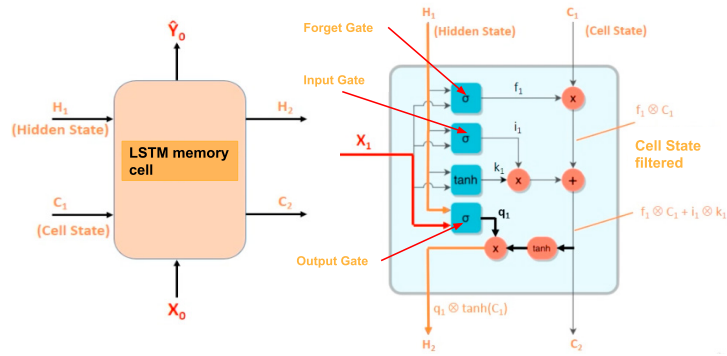 Ŷ₀
H₁
(Hidden State)
H₂
LSTM memory
cell
C₁
(Cell State)
C₂
X₀
H₁
(Hidden State)
C₁
(Cell State)
Forget Gate
Input Gate
X₁
Output Gate
σ
f₁
x
σ
i₁
tanh
k₁
x
+
σ
q₁
x
tanh
f₁ ⊗ C₁
Cell State
filtered
f₁ ⊗ C₁ + i₁ ⊗ k₁
q₁ ⊗ tanh(C₁)
H₂
C₂